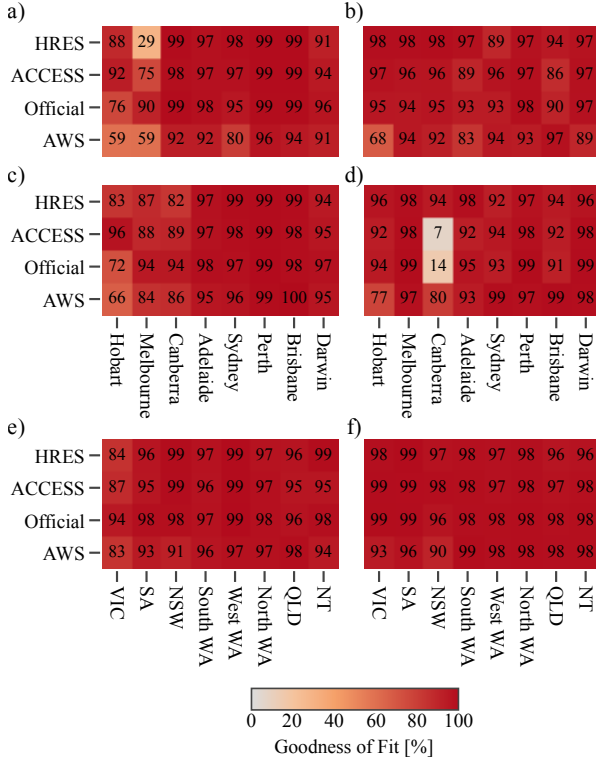 a)
b)
HRES 88 29 99 97 98 99 99 91 98 98 98 97 89 97 94 97
ACCESS 92 75 98 97 97 99 99 94 97 96 96 89 96 97 86 97
Official 76 90 99 98 95 99 99 96 95 94 95 93 93 98 90 97
AWS 59 59 92 92 80 96 94 91 68 94 92 83 94 93 97 89
c)
d)
HRES 83 87 82 97 99 99 99 94 96 98 94 98 92 97 94 96
ACCESS 96 88 89 97 98 99 98 95 92 98 7 92 94 98 92 98
Official 72 94 94 98 97 99 98 97 94 99 14 95 93 99 91 99
AWS 66 84 86 95 96 99 100 95 77 97 80 93 99 97 99 98
Hobart Melbourne Canberra Adelaide Sydney Perth Brisbane Darwin Hobart Melbourne Canberra Adelaide Sydney Perth Brisbane Darwin
e)
f)
HRES 84 96 99 97 99 97 96 99 98 99 97 98 97 98 96 96
ACCESS 87 95 99 96 99 97 95 95 99 99 98 98 97 98 97 98
Official 94 98 98 97 99 98 96 98 99 99 96 98 98 98 98 98
AWS 83 93 91 96 97 97 98 94 93 96 90 99 98 98 98 98
VIC SA NSW South WA West WA North WA QLD NT VIC SA NSW South WA West WA North WA QLD NT
0 20 40 60 80 100
Goodness of Fit [%]